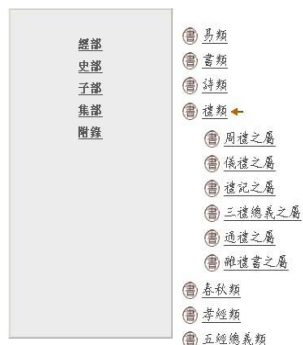 經部
史部
子部
集部
附錄
易類
書類
詩類
禮類
周禮之屬
儀禮之屬
禮記之屬
三禮總義之屬
通禮之屬
雜禮書之屬
春秋類
孝經類
五經總義類